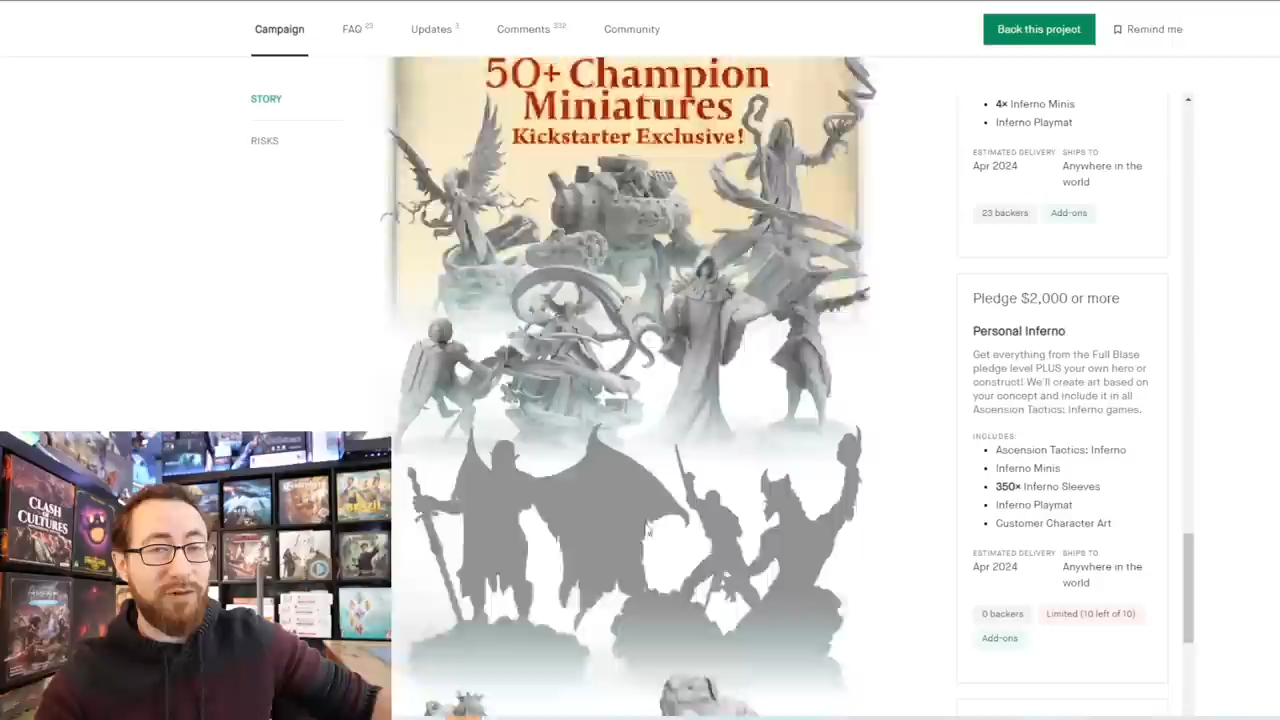 Campaign
FAQ 23
Updates 3
Comments 332
Community
Back this project
Remind me
STORY
RISKS
50+ Champion
Miniatures
Kickstarter Exclusive!
4× Inferno Minis
Inferno Playmat
ESTIMATED DELIVERY
SHIPS TO
Apr 2024
Anywhere in the
world
23 backers
Add-ons
Pledge $2,000 or more
Personal Inferno
Get everything from the Full Blase
pledge level PLUS your own hero or
construct! We'll create art based on
your concept and include it in all
Ascension Tactics: Inferno games.
INCLUDES:
Ascension Tactics: Inferno
Inferno Minis
350× Inferno Sleeves
Inferno Playmat
Customer Character Art
ESTIMATED DELIVERY
SHIPS TO
Apr 2024
Anywhere in the
world
0 backers
Limited (10 left of 10)
Add-ons
CLASH
OF
CULTURES
BRAZIL